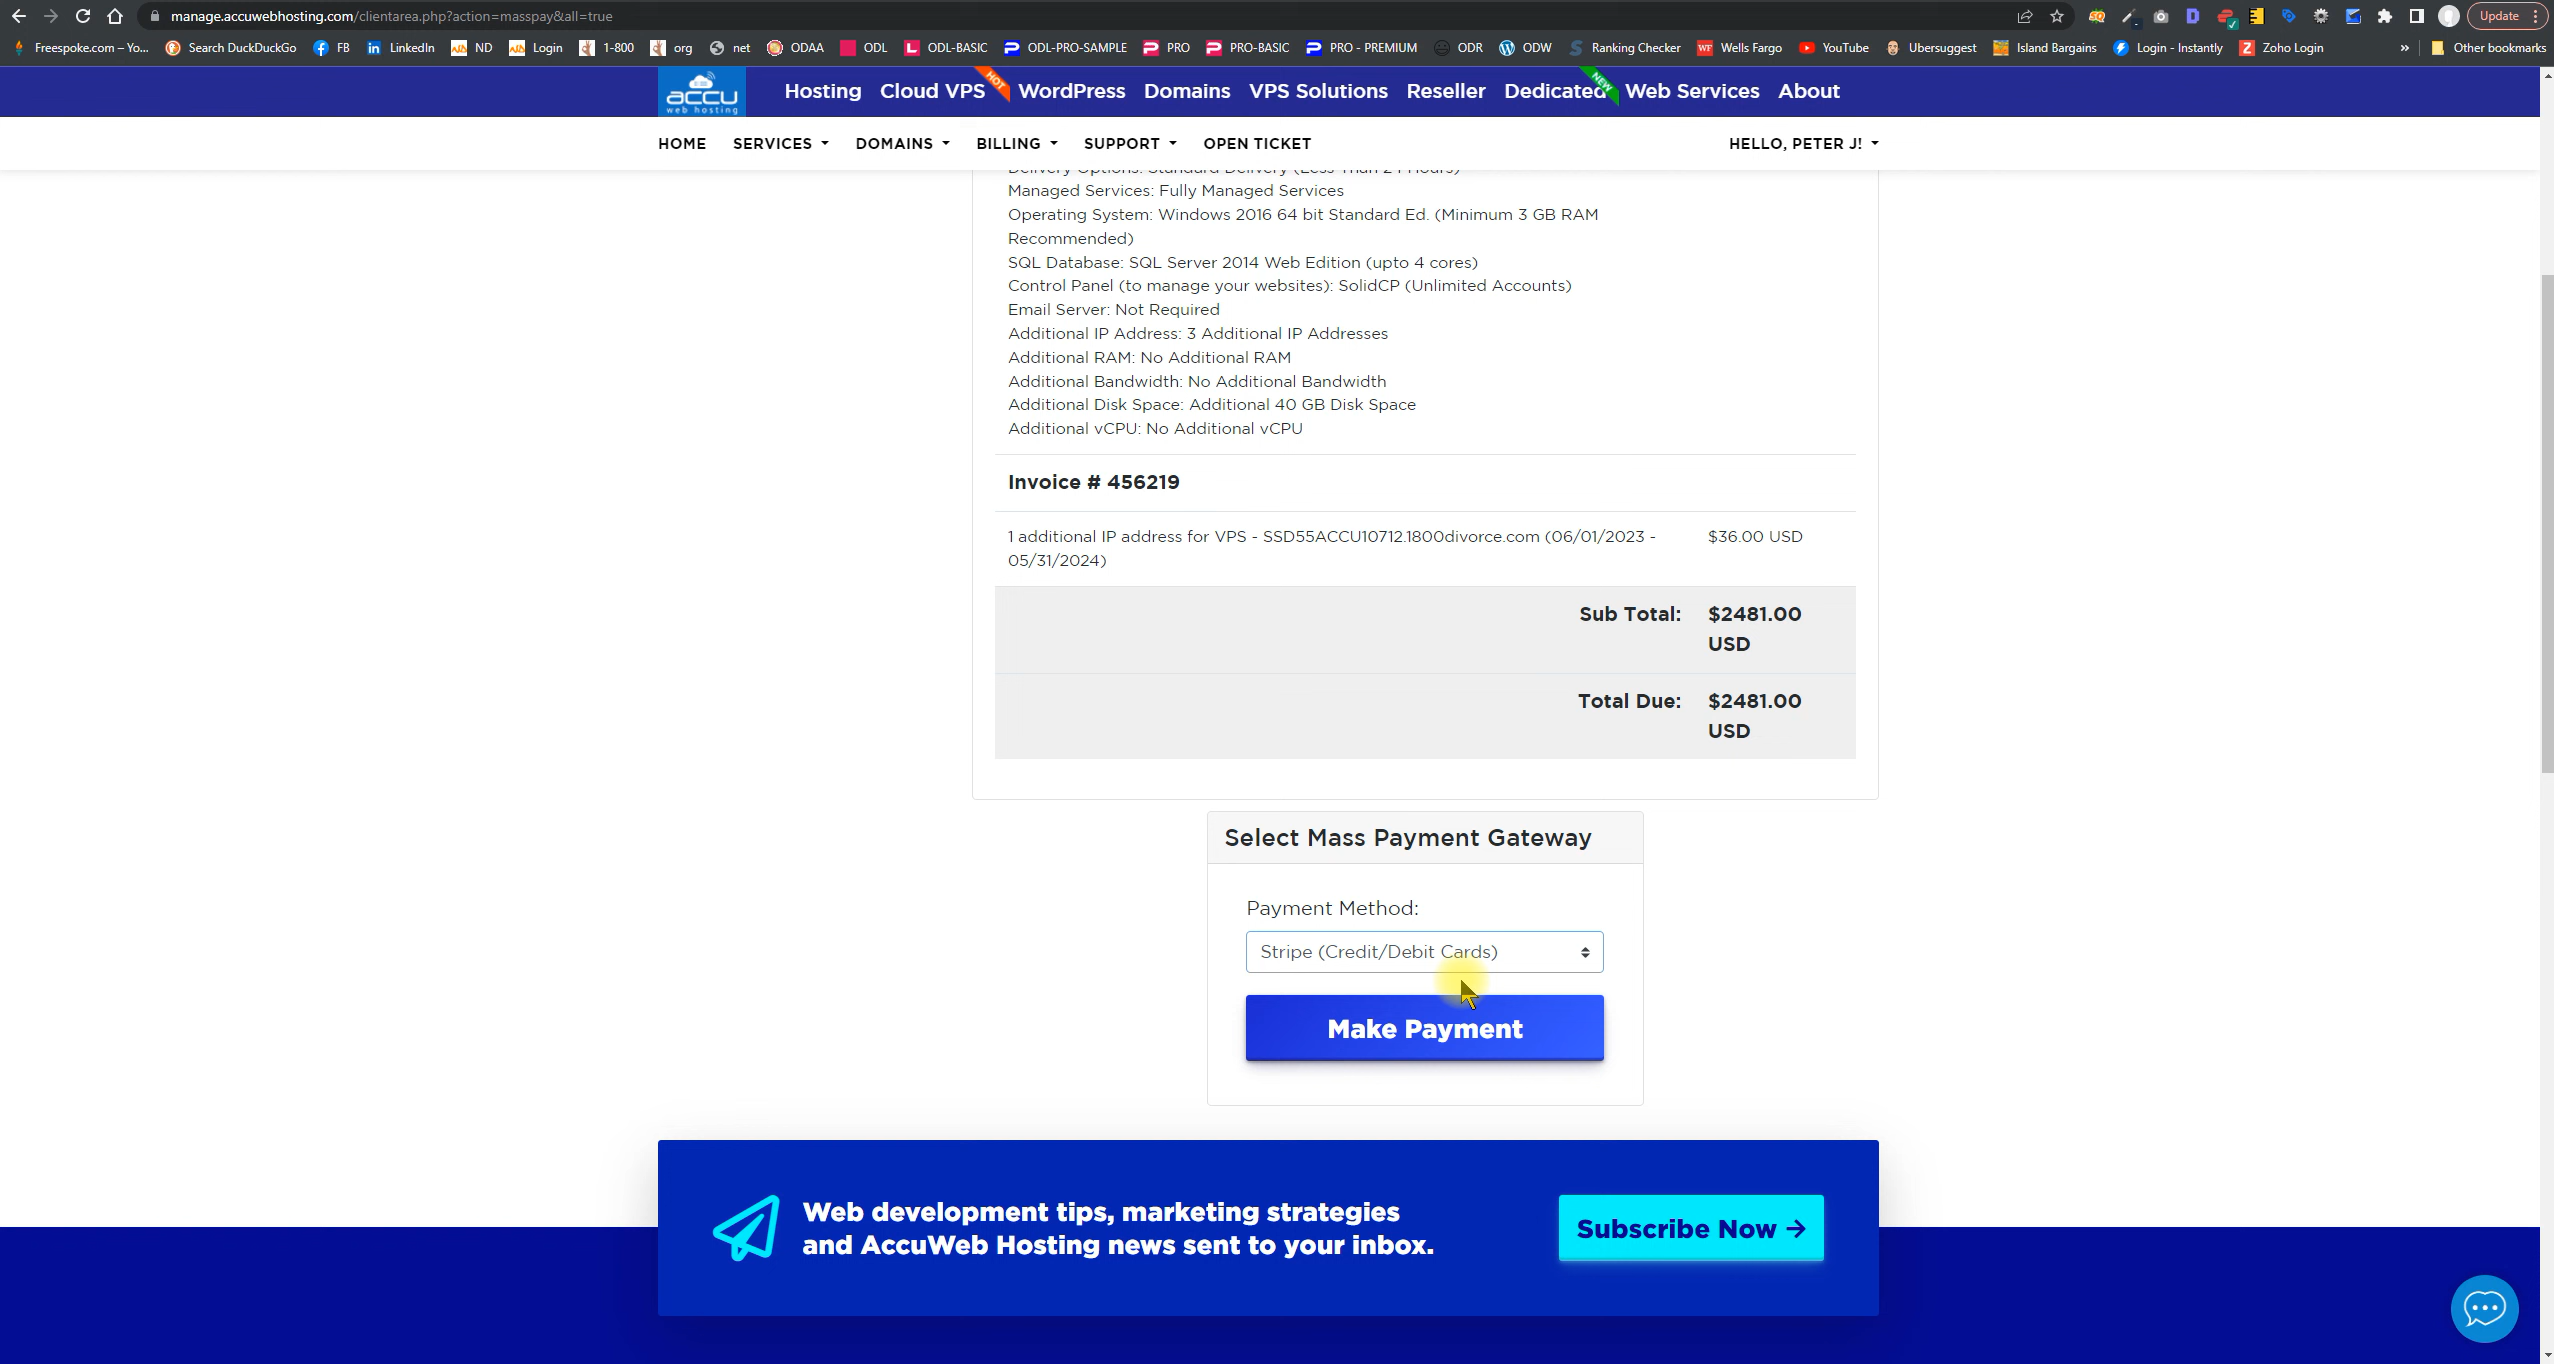 manage.accuwebhosting.com/clientarea.php?action=masspay&all=true
Update
Freespoke.com – Yo...
Search DuckDuckGo
FB
LinkedIn
ND
Login
1-800
org
net
ODAA
ODL
ODL-BASIC
ODL-PRO-SAMPLE
PRO
PRO-BASIC
PRO - PREMIUM
ODR
ODW
Ranking Checker
Wells Fargo
YouTube
Ubersuggest
Island Bargains
Login - Instantly
Zoho Login
»
Other bookmarks
accu
web hosting
Hosting
Cloud VPS
HOT
WordPress
Domains
VPS Solutions
Reseller
Dedicated
NEW
Web Services
About
HOME
SERVICES
DOMAINS
BILLING
SUPPORT
OPEN TICKET
HELLO, PETER J!
Managed Services: Fully Managed Services
Operating System: Windows 2016 64 bit Standard Ed. (Minimum 3 GB RAM
Recommended)
SQL Database: SQL Server 2014 Web Edition (upto 4 cores)
Control Panel (to manage your websites): SolidCP (Unlimited Accounts)
Email Server: Not Required
Additional IP Address: 3 Additional IP Addresses
Additional RAM: No Additional RAM
Additional Bandwidth: No Additional Bandwidth
Additional Disk Space: Additional 40 GB Disk Space
Additional vCPU: No Additional vCPU
Invoice # 456219
1 additional IP address for VPS - SSD55ACCU10712.1800divorce.com (06/01/2023 - $36.00 USD
05/31/2024)
Sub Total: $2481.00
USD
Total Due: $2481.00
USD
Select Mass Payment Gateway
Payment Method:
Stripe (Credit/Debit Cards)
Make Payment
Web development tips, marketing strategies
and AccuWeb Hosting news sent to your inbox.
Subscribe Now →